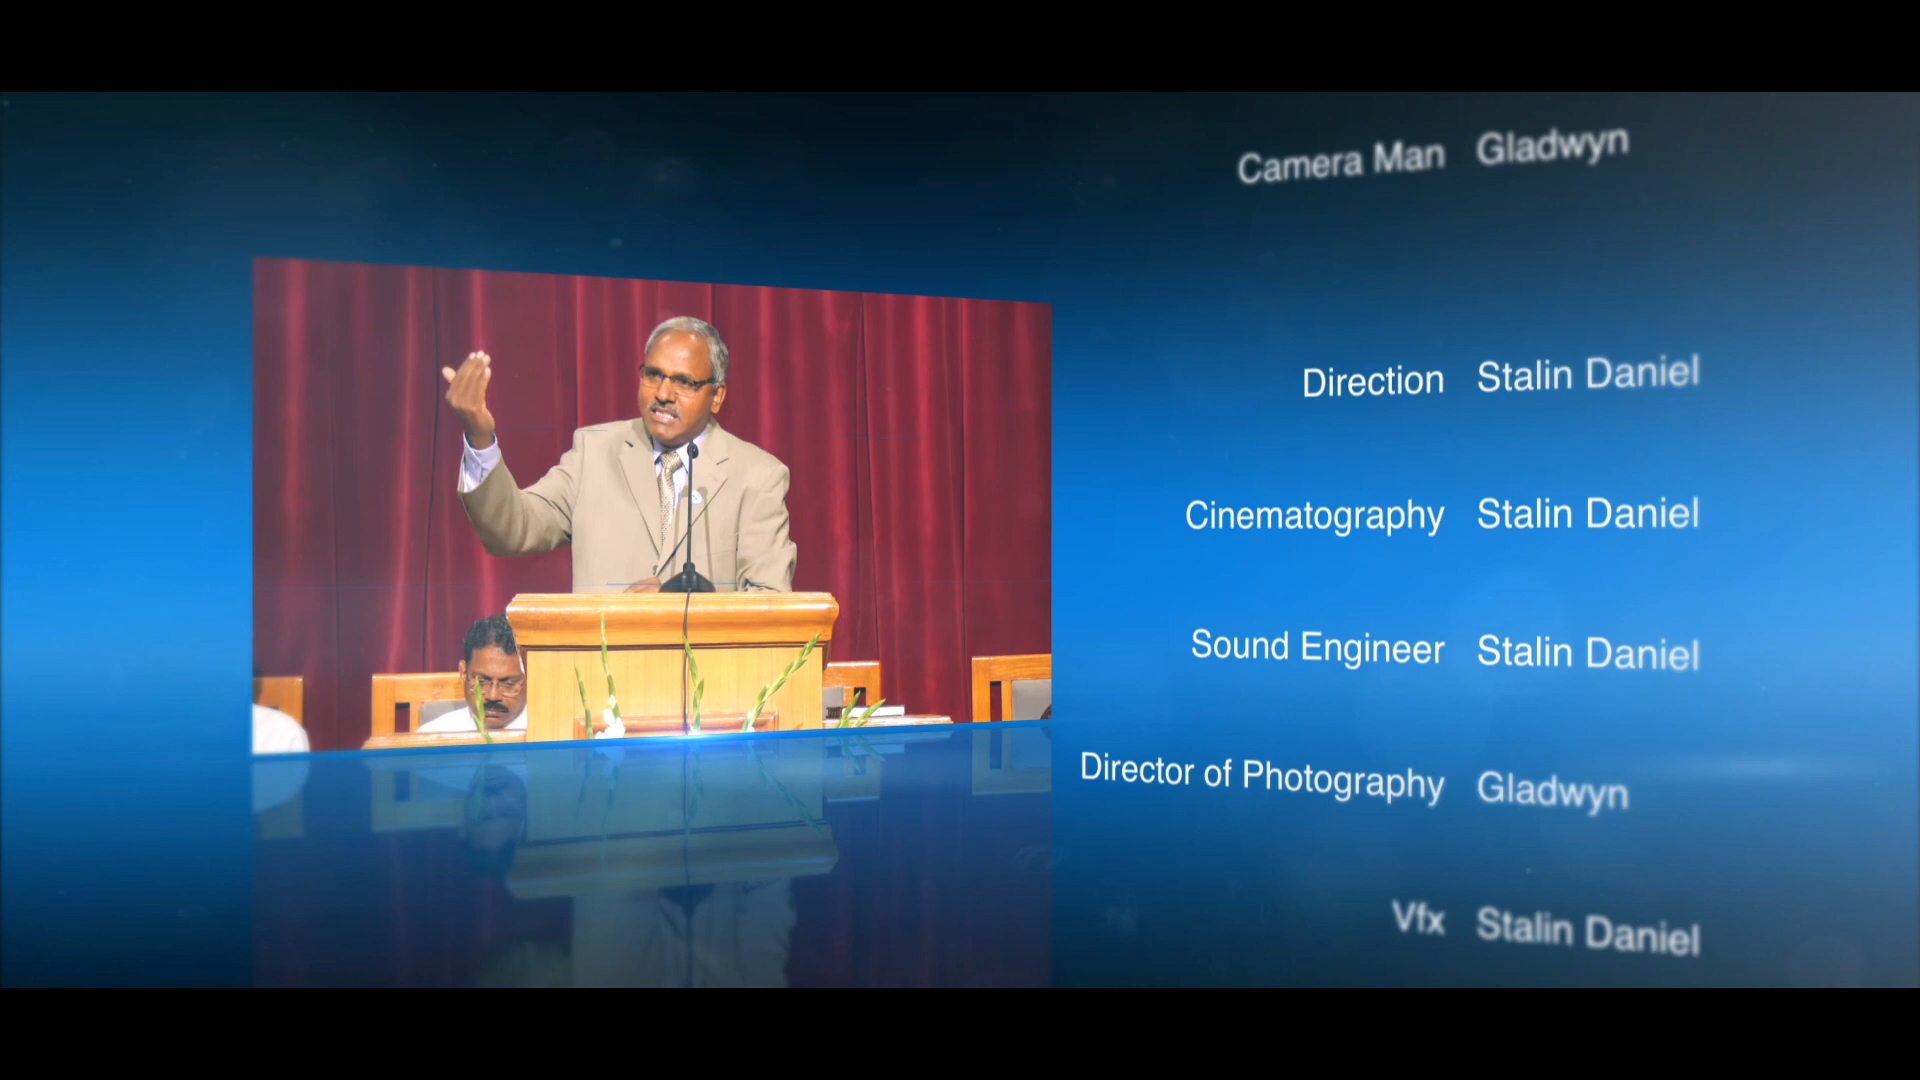 Camera Man Gladwyn
Direction Stalin Daniel
Cinematography Stalin Daniel
Sound Engineer Stalin Daniel
Director of Photography Gladwyn
Vfx Stalin Daniel